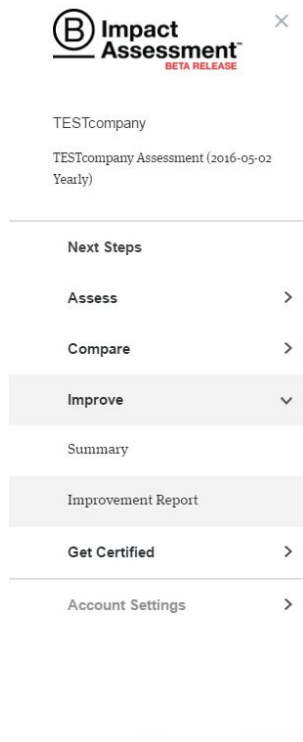 B Impact
Assessment™
BETA RELEASE
TESTcompany
TESTcompany Assessment (2016-05-02
Yearly)
Next Steps
Assess
Compare
Improve
Summary
Improvement Report
Get Certified
Account Settings